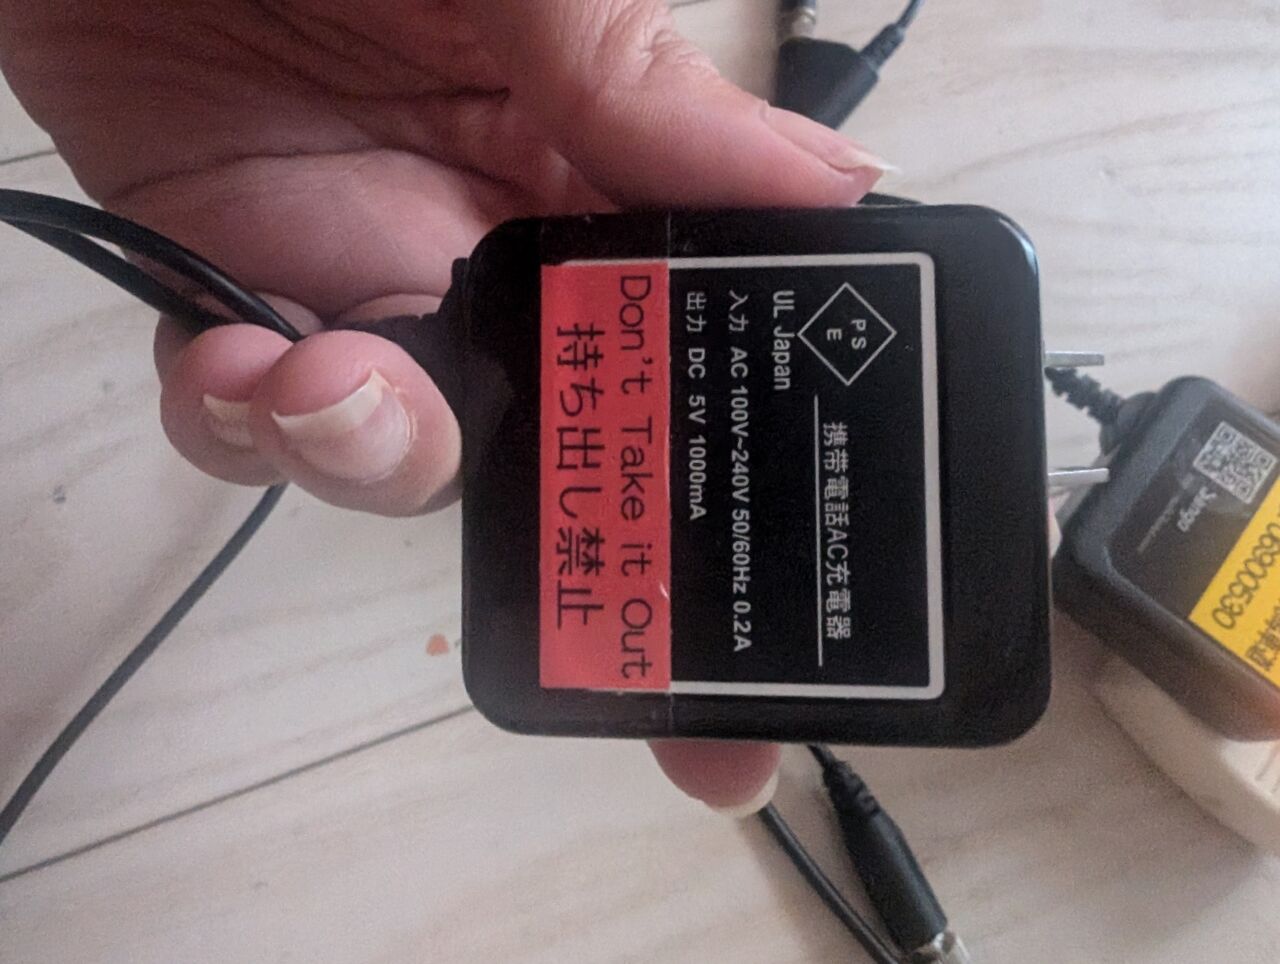 PS
E
携帯電話AC充電器
UL Japan
入力 AC 100V~240V 50/60Hz 0.2A
出力 DC 5V 1000mA
Don't Take it Out
持ち出し禁止